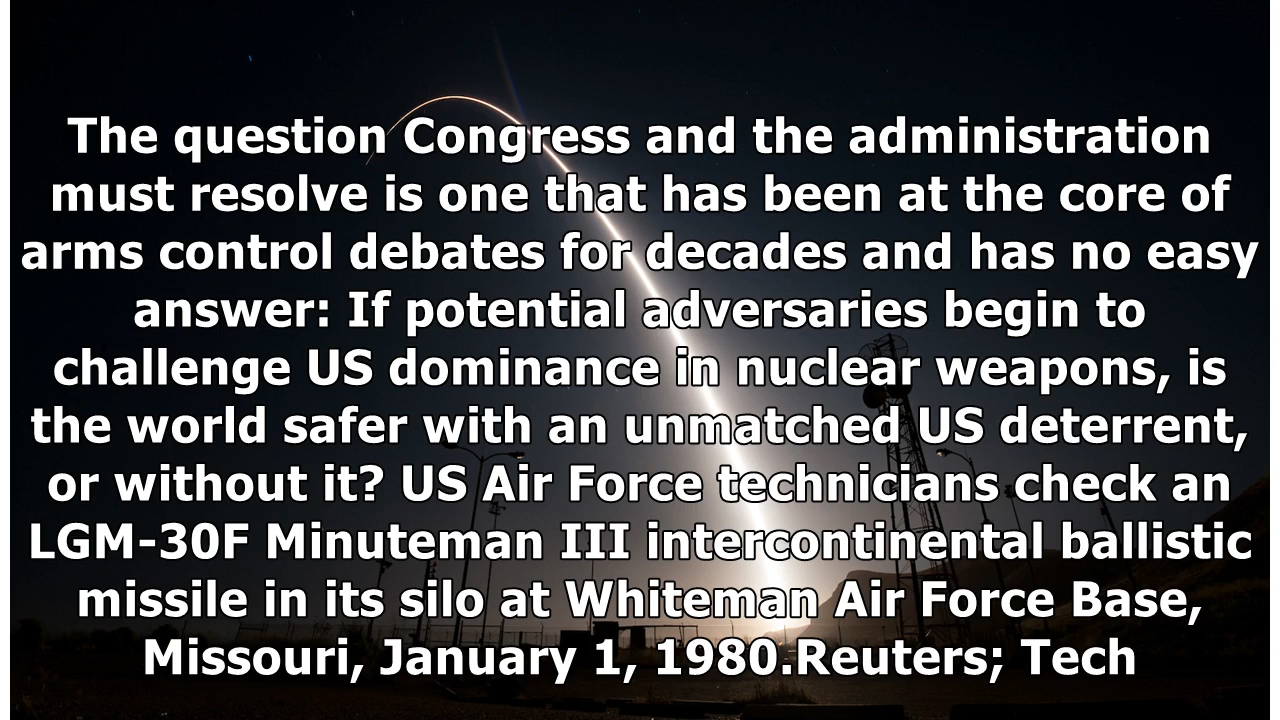 The question Congress and the administration
must resolve is one that has been at the core of
arms control debates for decades and has no easy
answer: If potential adversaries begin to
challenge US dominance in nuclear weapons, is
the world safer with an unmatched US deterrent,
or without it? US Air Force technicians check an
LGM-30F Minuteman III intercontinental ballistic
missile in its silo at Whiteman Air Force Base,
Missouri, January 1, 1980.Reuters; Tech